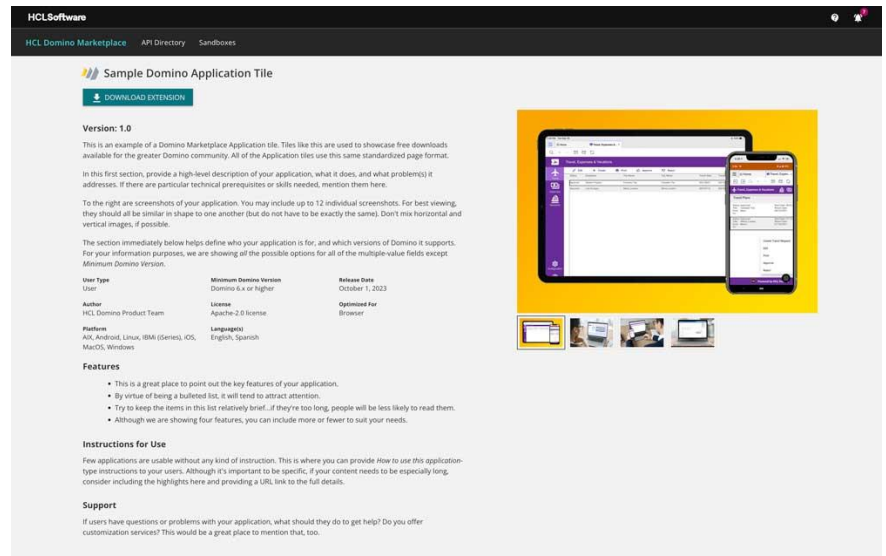 HCLSoftware
HCL Domino Marketplace API Directory Sandboxes
Sample Domino Application Tile
DOWNLOAD EXTENSION
Version: 1.0
This is an example of a Domino Marketplace Application tile. Tiles like this are used to showcase free downloads
available for the greater Domino community. All of the Application tiles use this same standardized page format.
In this first section, provide a high-level description of your application, what it does, and what problem(s) it
addresses. If there are particular technical prerequisites or skills needed, mention them here.
To the right are screenshots of your application. You may include up to 12 individual screenshots. For best viewing,
they should all be similar in shape to one another (but do not have to be exactly the same). Don't mix horizontal and
vertical images, if possible.
The section immediately below helps define who your application is for, and which versions of Domino it supports.
For your information purposes, we are showing all the possible options for all of the multiple-value fields except
Minimum Domino Version.
User Type Minimum Domino Version Release Date
User Domino 6.x or higher October 1, 2023
Author License Optimized For
HCL Domino Product Team Apache-2.0 license Browser
Platform Language(s)
AIX, Android, Linux, IBMi (iSeries), iOS, English, Spanish
MacOS, Windows
Features
• This is a great place to point out the key features of your application.
• By virtue of being a bulleted list, it will tend to attract attention.
• Try to keep the items in this list relatively brief...if they're too long, people will be less likely to read them.
• Although we are showing four features, you can include more or fewer to suit your needs.
Instructions for Use
Few applications are usable without any kind of instruction. This is where you can provide How to use this application-
type instructions to your users. Although it's important to be specific, if your content needs to be especially long,
consider including the highlights here and providing a URL link to the full details.
Support
If users have questions or problems with your application, what should they do to get help? Do you offer
customization services? This would be a great place to mention that, too.
Travel, Expenses & Vacations
Travel Plans
Approve